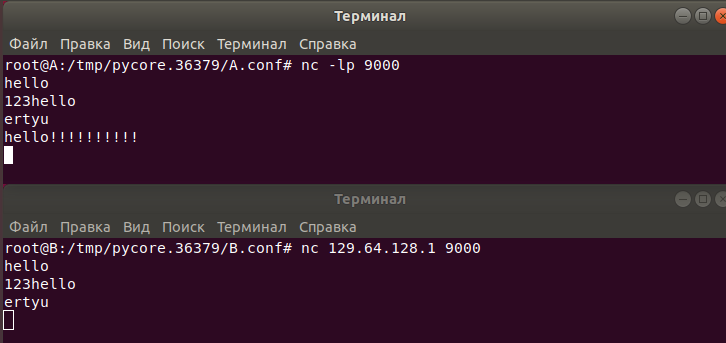 Терминал
Файл Правка Вид Поиск Терминал Справка
root@A:/tmp/pycore.36379/A.conf# nc -lp 9000
hello
123hello
ertyu
hello!!!!!!!!!!
Терминал
Файл Правка Вид Поиск Терминал Справка
root@B:/tmp/pycore.36379/B.conf# nc 129.64.128.1 9000
hello
123hello
ertyu